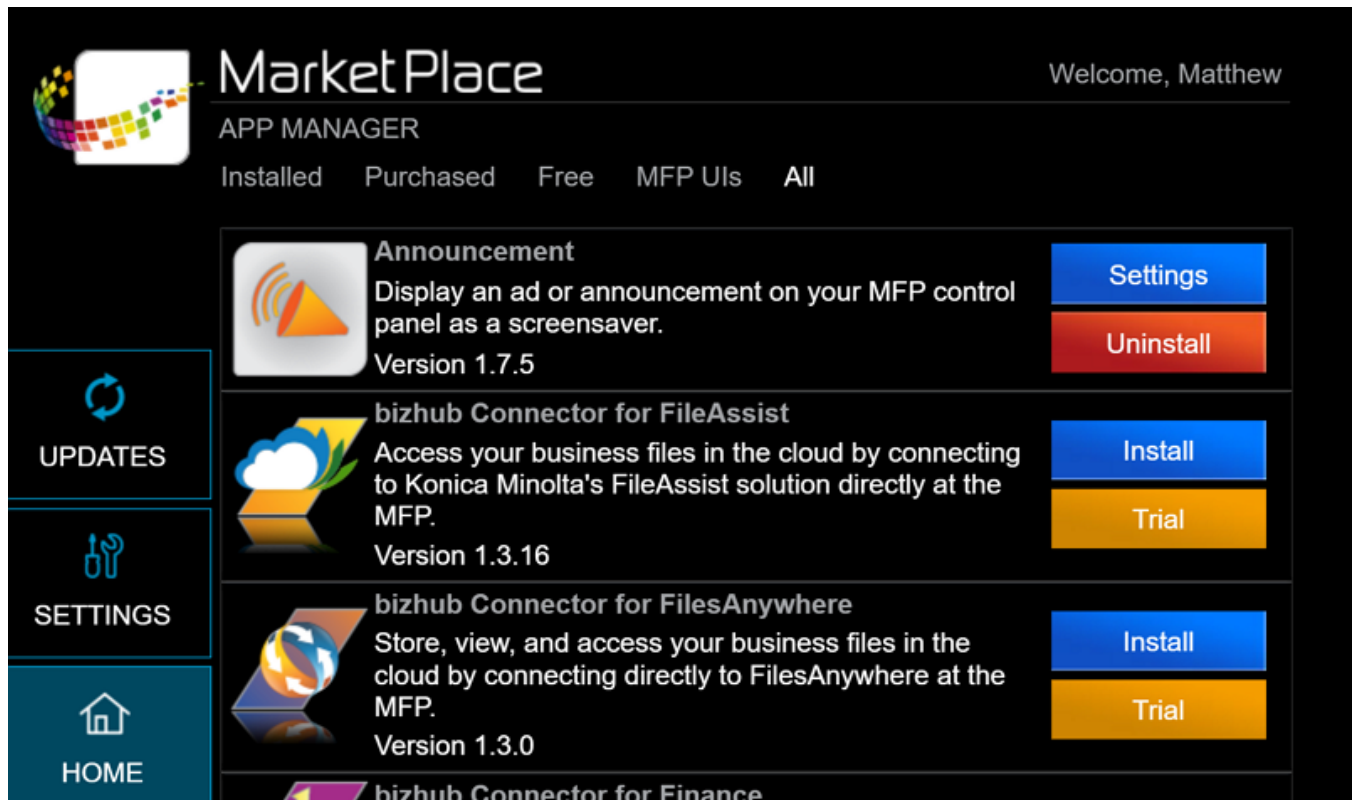 MarketPlace
Welcome, Matthew
APP MANAGER
Installed Purchased Free MFP UIs All
Announcement
Display an ad or announcement on your MFP control
panel as a screensaver.
Version 1.7.5
Settings
Uninstall
bizhub Connector for FileAssist
Access your business files in the cloud by connecting
to Konica Minolta's FileAssist solution directly at the
MFP.
Version 1.3.16
Install
Trial
bizhub Connector for FilesAnywhere
Store, view, and access your business files in the
cloud by connecting directly to FilesAnywhere at the
MFP.
Version 1.3.0
Install
Trial
bizhub Connector for Finance
UPDATES
SETTINGS
HOME